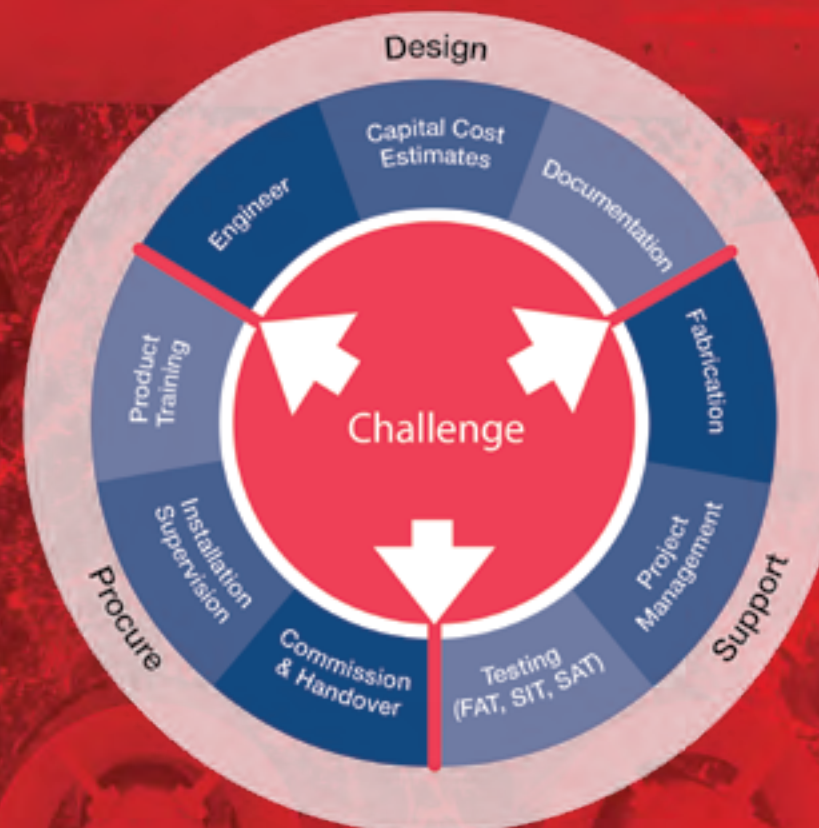 Design
Capital Cost
Estimates
Documentation
Fabrication
Project
Management
Support
Testing
(FAT, SIT, SAT)
Commission
& Handover
Installation
Supervision
Procure
Product
Training
Engineer
Challenge